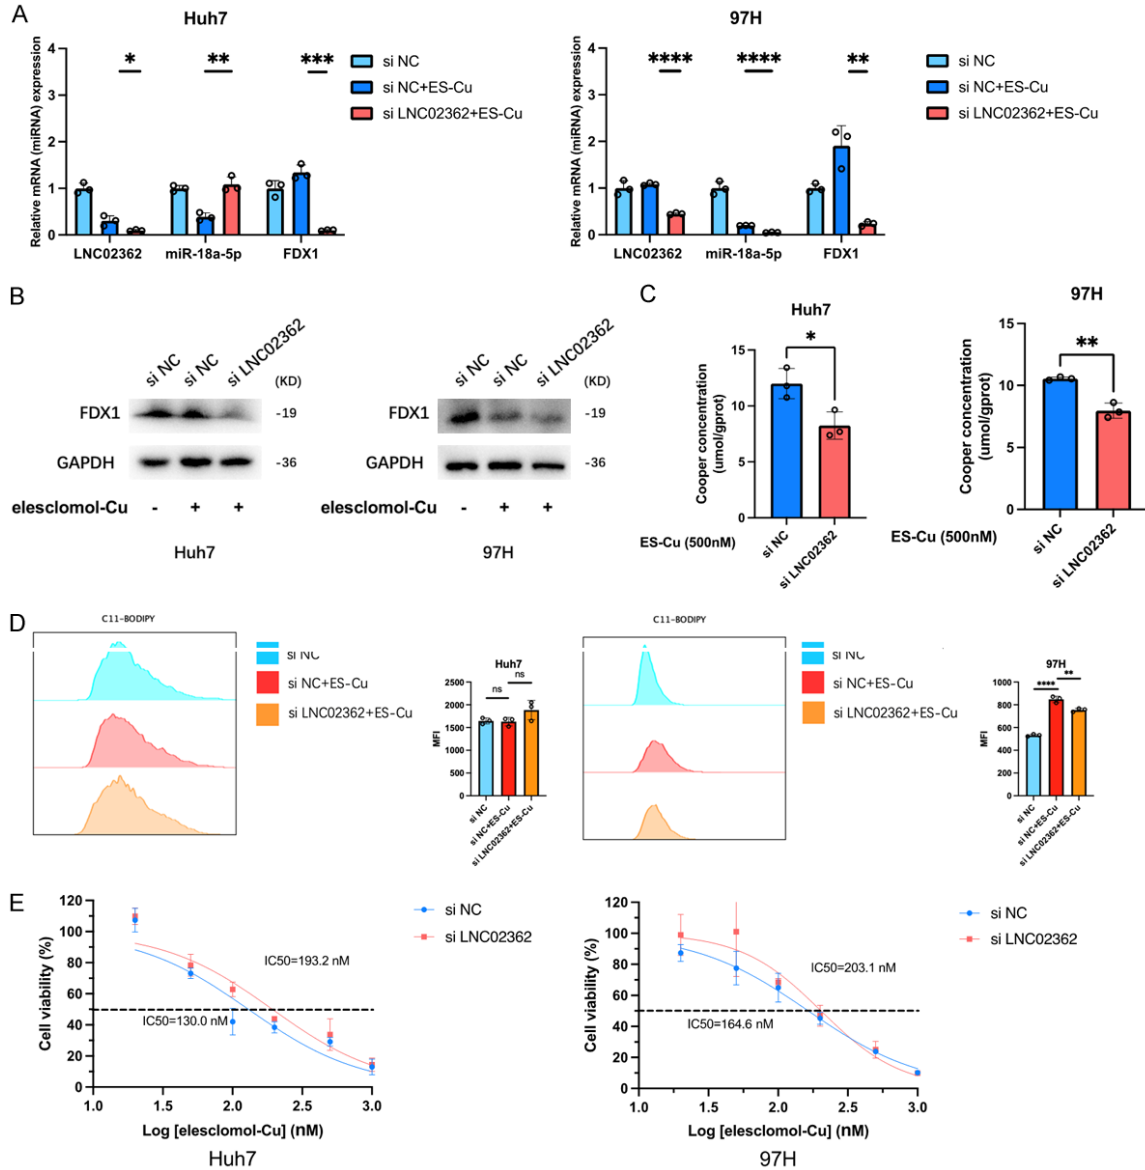 A
Huh7
Relative mRNA (miRNA) expression
4
3
2
1
0
* ** ***
LNC02362 miR-18a-5p FDX1
si NC
si NC+ES-Cu
si LNC02362+ES-Cu
97H
Relative mRNA (miRNA) expression
4
3
2
1
0
**** **** **
LNC02362 miR-18a-5p FDX1
si NC
si NC+ES-Cu
si LNC02362+ES-Cu
B
si NC si NC si LNC02362
(KD)
FDX1 -19
GAPDH -36
elesclomol-Cu - + +
Huh7
si NC si NC si LNC02362
(KD)
FDX1 -19
GAPDH -36
elesclomol-Cu - + +
97H
C
Huh7
Cooper concentration
(umol/gprot)
15
10
5
0
*
ES-Cu (500nM)
si NC si LNC02362
97H
Cooper concentration
(umol/gprot)
15
10
5
0
**
ES-Cu (500nM)
si NC si LNC02362
D
C11-BODIPY
si NC
si NC+ES-Cu
si LNC02362+ES-Cu
Huh7
MFI
2500
2000
1500
1000
500
0
ns ns
si NC si NC+ES-Cu si LNC02362+ES-Cu
C11-BODIPY
si NC
si NC+ES-Cu
si LNC02362+ES-Cu
97H
MFI
1000
800
600
400
200
0
**** **
si NC si NC+ES-Cu si LNC02362+ES-Cu
E
Cell viability (%)
120
100
80
60
40
20
0
IC50=193.2 nM
IC50=130.0 nM
si NC
si LNC02362
1.0 1.5 2.0 2.5 3.0
Log [elesclomol-Cu] (nM)
Huh7
Cell viability (%)
120
100
80
60
40
20
0
IC50=203.1 nM
IC50=164.6 nM
si NC
si LNC02362
1.0 1.5 2.0 2.5 3.0
Log [elesclomol-Cu] (nM)
97H